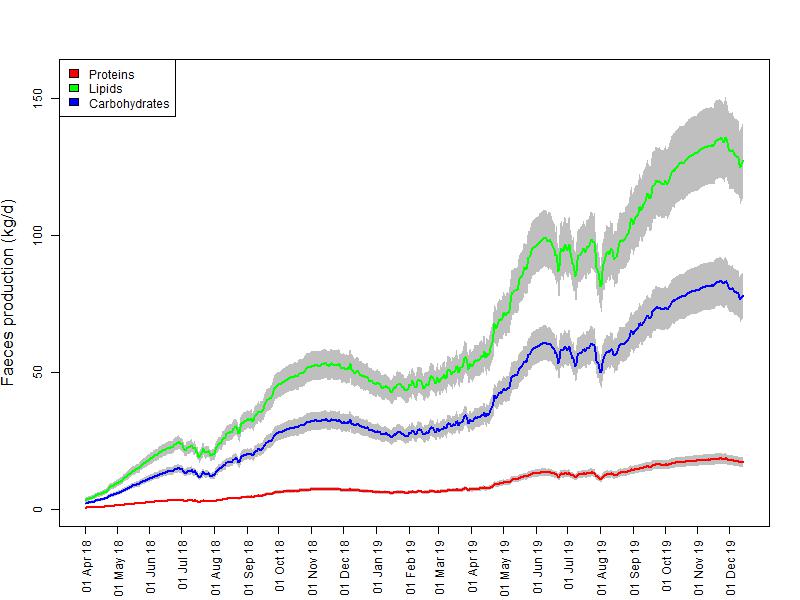 Proteins
Lipids
Carbohydrates
Faeces production (kg/d)
150
100
50
0
01 Apr 18
01 May 18
01 Jun 18
01 Jul 18
01 Aug 18
01 Sep 18
01 Oct 18
01 Nov 18
01 Dec 18
01 Jan 19
01 Feb 19
01 Mar 19
01 Apr 19
01 May 19
01 Jun 19
01 Jul 19
01 Aug 19
01 Sep 19
01 Oct 19
01 Nov 19
01 Dec 19